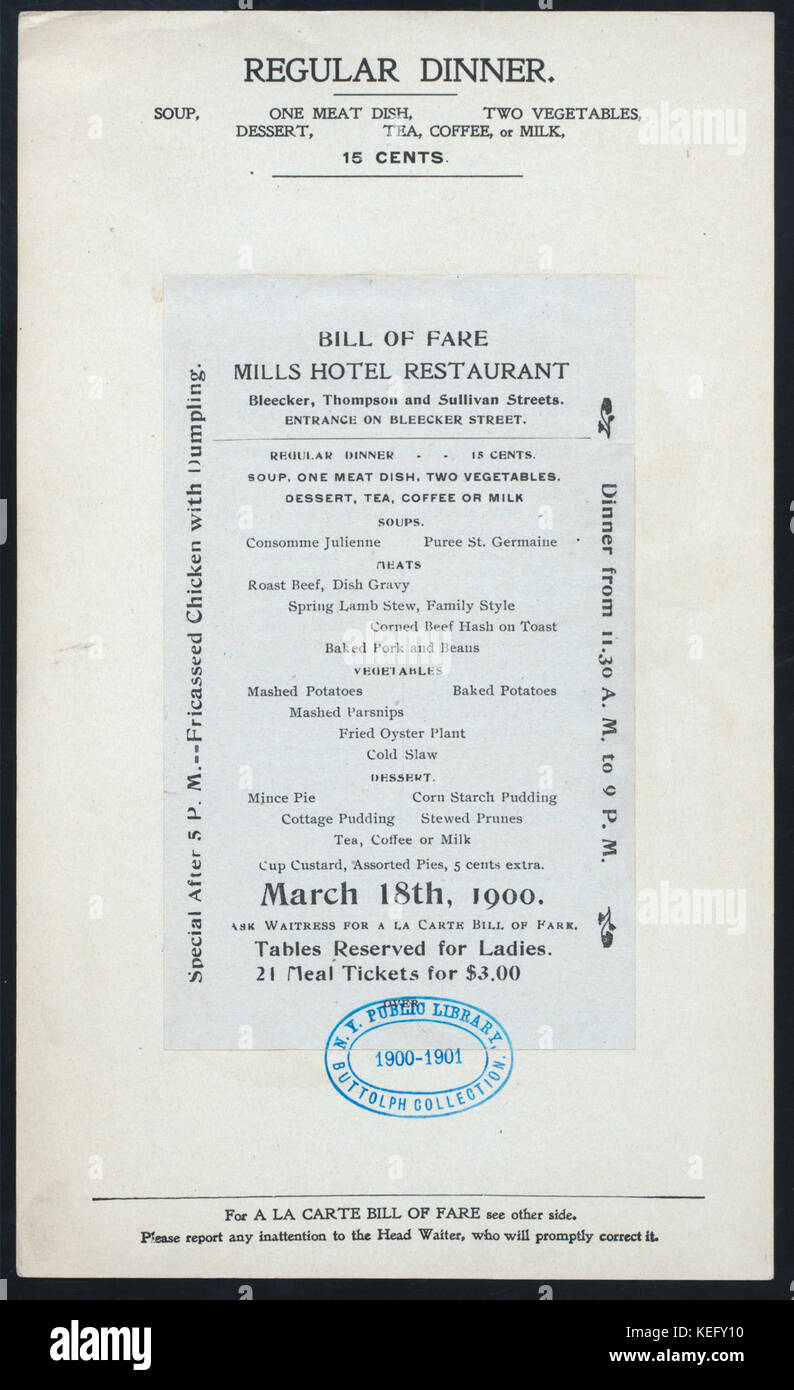 REGULAR DINNER.
SOUP, ONE MEAT DISH, TWO VEGETABLES,
DESSERT, TEA, COFFEE, or MILK,
15 CENTS.
BILL OF FARE
MILLS HOTEL RESTAURANT
Bleecker, Thompson and Sullivan Streets.
ENTRANCE ON BLEECKER STREET.
REGULAR DINNER - - 15 CENTS.
SOUP, ONE MEAT DISH, TWO VEGETABLES.
DESSERT, TEA, COFFEE OR MILK
SOUPS.
Consomme Julienne Puree St. Germaine
MEATS
Roast Beef, Dish Gravy
Spring Lamb Stew, Family Style
Corned Beef Hash on Toast
Baked Pork and Beans
VEGETABLES
Mashed Potatoes Baked Potatoes
Mashed Parsnips
Fried Oyster Plant
Cold Slaw
DESSERT.
Mince Pie Corn Starch Pudding
Cottage Pudding Stewed Prunes
Tea, Coffee or Milk
Cup Custard, Assorted Pies, 5 cents extra.
March 18th, 1900.
ASK WAITRESS FOR A LA CARTE BILL OF FARE.
Tables Reserved for Ladies.
21 Meal Tickets for $3.00
OVER
Special After 5 P. M.--Fricasseed Chicken with Dumpling.
Dinner from 11.30 A. M. to 9 P. M.
N. Y. PUBLIC LIBRARY,
1900-1901
BUTTOLPH COLLECTION.
For A LA CARTE BILL OF FARE see other side.
Please report any inattention to the Head Waiter, who will promptly correct it.
a alamy
alamy
alamy
alamy
Image ID: KEFY10
www.alamy.com